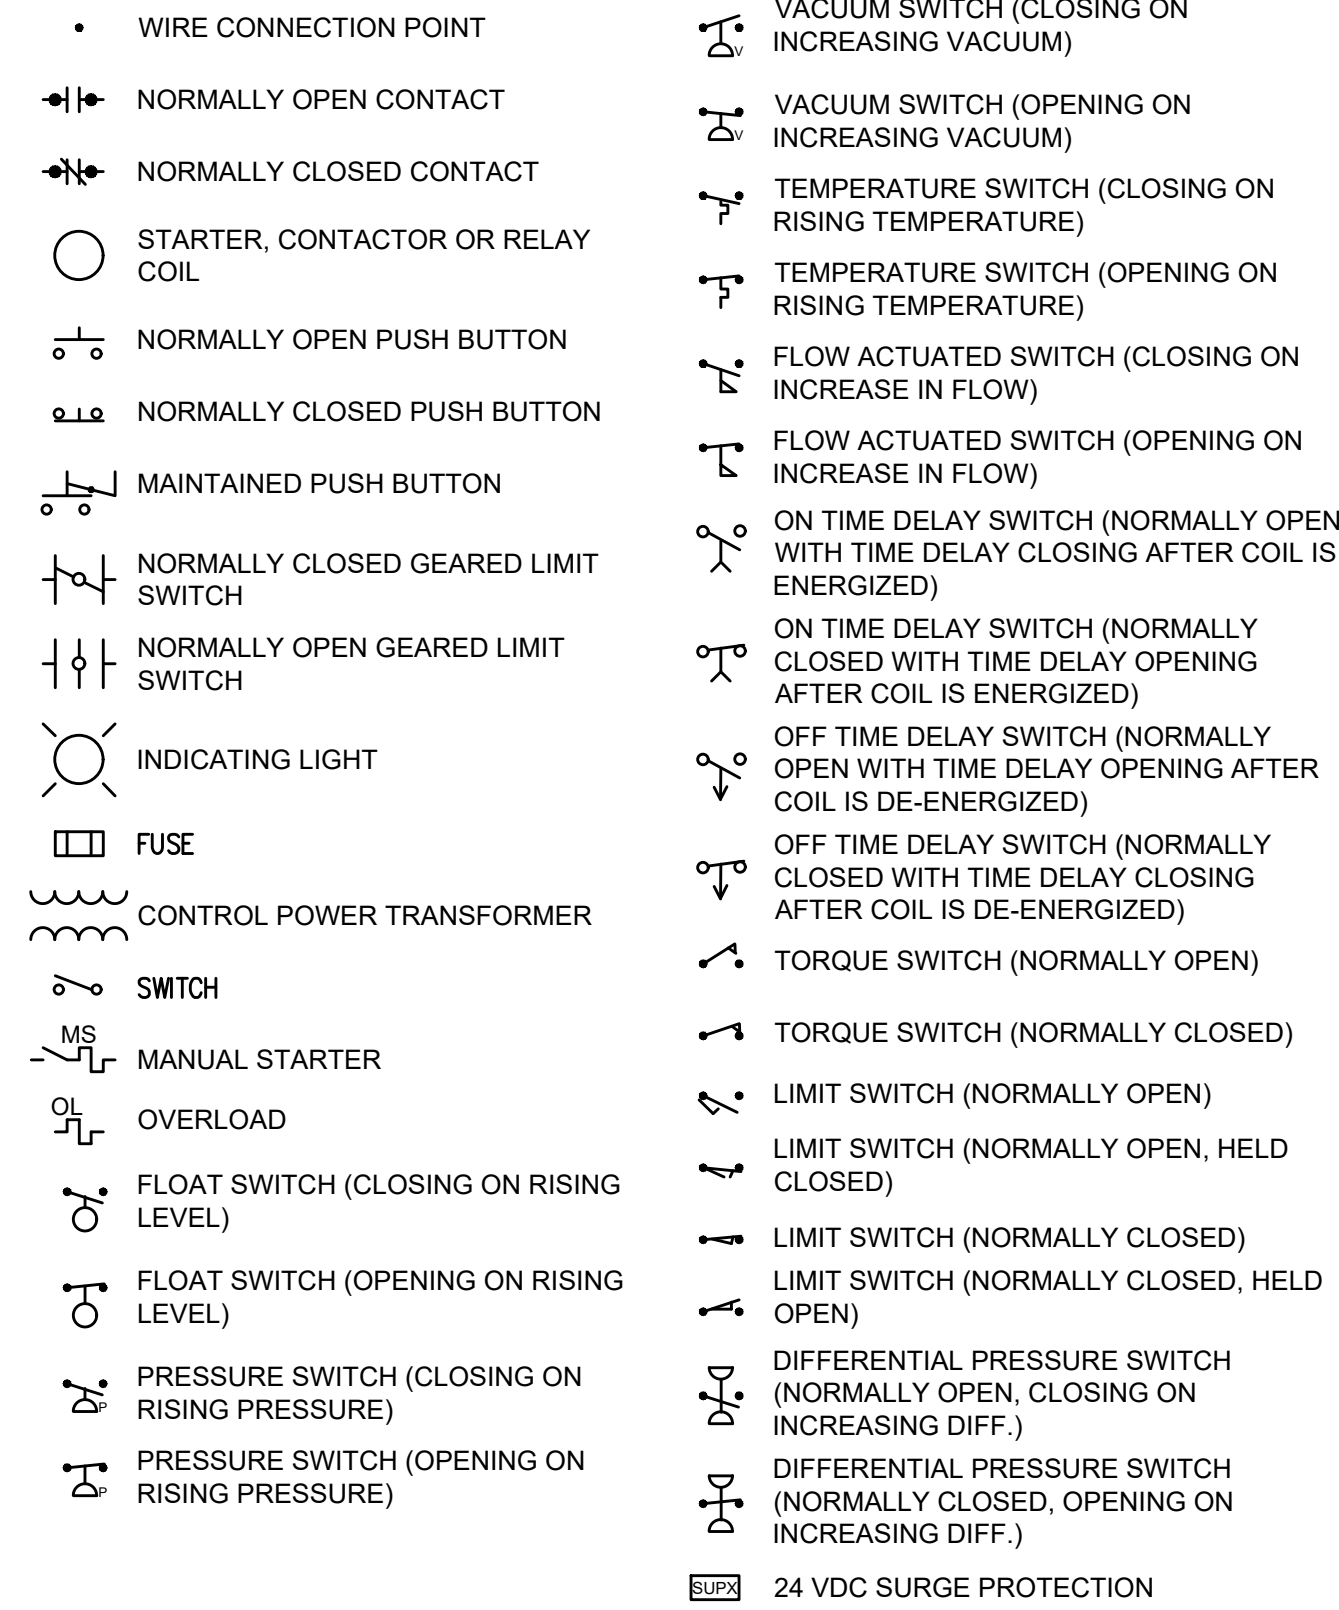 WIRE CONNECTION POINT
NORMALLY OPEN CONTACT
NORMALLY CLOSED CONTACT
STARTER, CONTACTOR OR RELAY
COIL
NORMALLY OPEN PUSH BUTTON
NORMALLY CLOSED PUSH BUTTON
MAINTAINED PUSH BUTTON
NORMALLY CLOSED GEARED LIMIT
SWITCH
NORMALLY OPEN GEARED LIMIT
SWITCH
INDICATING LIGHT
FUSE
CONTROL POWER TRANSFORMER
SWITCH
MS
MANUAL STARTER
OL
OVERLOAD
FLOAT SWITCH (CLOSING ON RISING
LEVEL)
FLOAT SWITCH (OPENING ON RISING
LEVEL)
PRESSURE SWITCH (CLOSING ON
P
RISING PRESSURE)
PRESSURE SWITCH (OPENING ON
P
RISING PRESSURE)
VACUUM SWITCH (CLOSING ON
V
INCREASING VACUUM)
VACUUM SWITCH (OPENING ON
V
INCREASING VACUUM)
TEMPERATURE SWITCH (CLOSING ON
RISING TEMPERATURE)
TEMPERATURE SWITCH (OPENING ON
RISING TEMPERATURE)
FLOW ACTUATED SWITCH (CLOSING ON
INCREASE IN FLOW)
FLOW ACTUATED SWITCH (OPENING ON
INCREASE IN FLOW)
ON TIME DELAY SWITCH (NORMALLY OPEN
WITH TIME DELAY CLOSING AFTER COIL IS
ENERGIZED)
ON TIME DELAY SWITCH (NORMALLY
CLOSED WITH TIME DELAY OPENING
AFTER COIL IS ENERGIZED)
OFF TIME DELAY SWITCH (NORMALLY
OPEN WITH TIME DELAY OPENING AFTER
COIL IS DE-ENERGIZED)
OFF TIME DELAY SWITCH (NORMALLY
CLOSED WITH TIME DELAY CLOSING
AFTER COIL IS DE-ENERGIZED)
TORQUE SWITCH (NORMALLY OPEN)
TORQUE SWITCH (NORMALLY CLOSED)
LIMIT SWITCH (NORMALLY OPEN)
LIMIT SWITCH (NORMALLY OPEN, HELD
CLOSED)
LIMIT SWITCH (NORMALLY CLOSED)
LIMIT SWITCH (NORMALLY CLOSED, HELD
OPEN)
DIFFERENTIAL PRESSURE SWITCH
(NORMALLY OPEN, CLOSING ON
INCREASING DIFF.)
DIFFERENTIAL PRESSURE SWITCH
(NORMALLY CLOSED, OPENING ON
INCREASING DIFF.)
SUPX 24 VDC SURGE PROTECTION